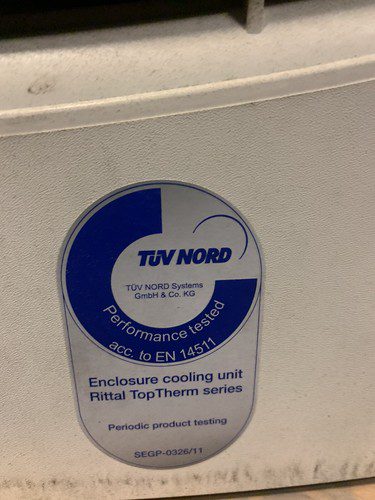 TÜV NORD
TÜV NORD Systems
GmbH & Co. KG
Performance tested
acc. to EN 14511
Enclosure cooling unit
Rittal TopTherm series
Periodic product testing
SEGP-0326/11